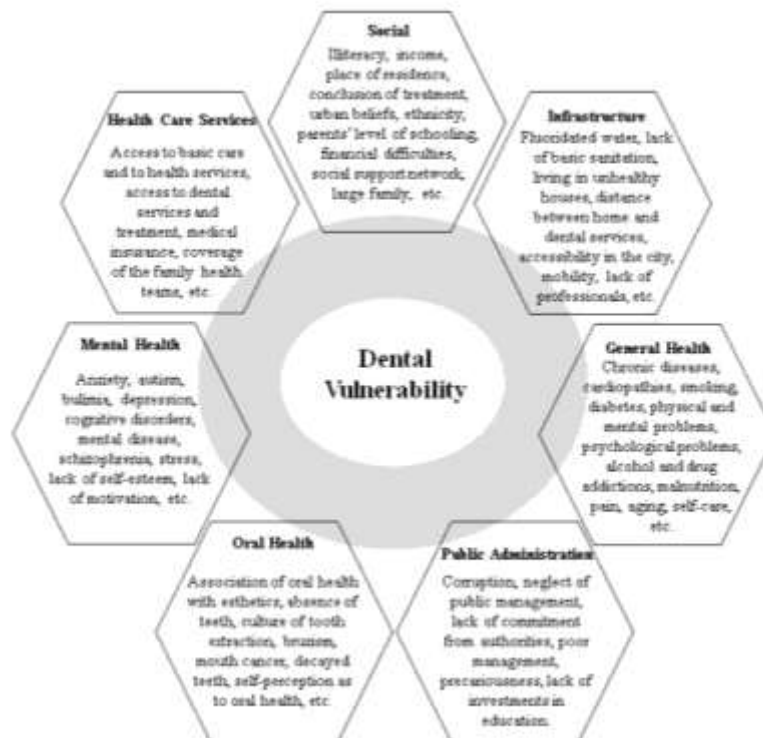 Social
Illiteracy, income,
place of residence,
conclusion of treatment,
urban beliefs, ethnicity,
parents' level of schooling,
financial difficulties,
social support network,
large family, etc.
Health Care Services
Access to basic care
and to health services,
access to dental
services and
treatment, medical
insurance, coverage
of the family health
teams, etc.
Infrastructure
Fluoridated water, lack
of basic sanitation,
living in unhealthy
houses, distance
between home and
dental services,
accessibility in the city,
mobility, lack of
professionals, etc.
Mental Health
Anxiety, autism,
bulimia, depression,
cognitive disorders,
mental disease,
schizophrenia, stress,
lack of self-esteem, lack
of motivation, etc.
Dental
Vulnerability
General Health
Chronic diseases,
cardiopathies, smoking,
diabetes, physical and
mental problems,
psychological problems,
alcohol and drug
addictions, malnutrition,
pain, aging, self-care,
etc.
Oral Health
Association of oral health
with esthetics, absence of
teeth, culture of tooth
extraction, bruxism,
mouth cancer, decayed
teeth, self-perception as
to oral health, etc.
Public Administration
Corruption, neglect of
public management,
lack of commitment
from authorities, poor
management,
precariousness, lack of
investments in
education.